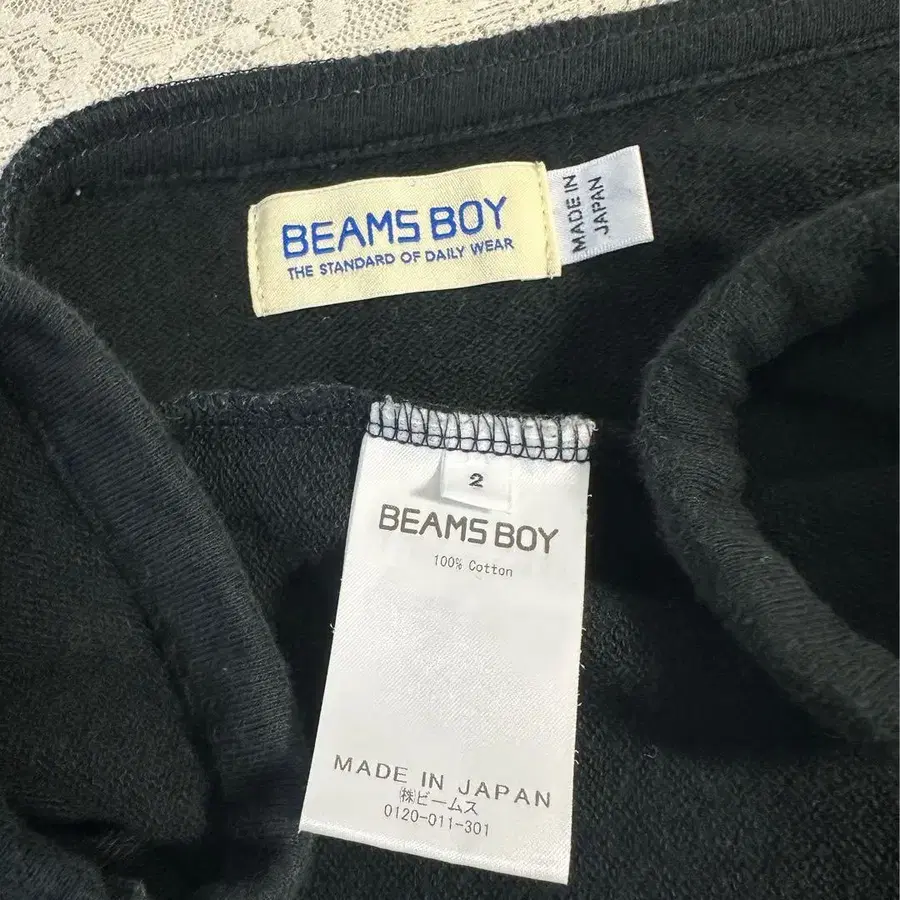 BEAMS BOY
THE STANDARD OF DAILY WEAR
MADE IN
JAPAN
2
BEAMS BOY
100% Cotton
MADE IN JAPAN
㈱ビームス
0120-011-301